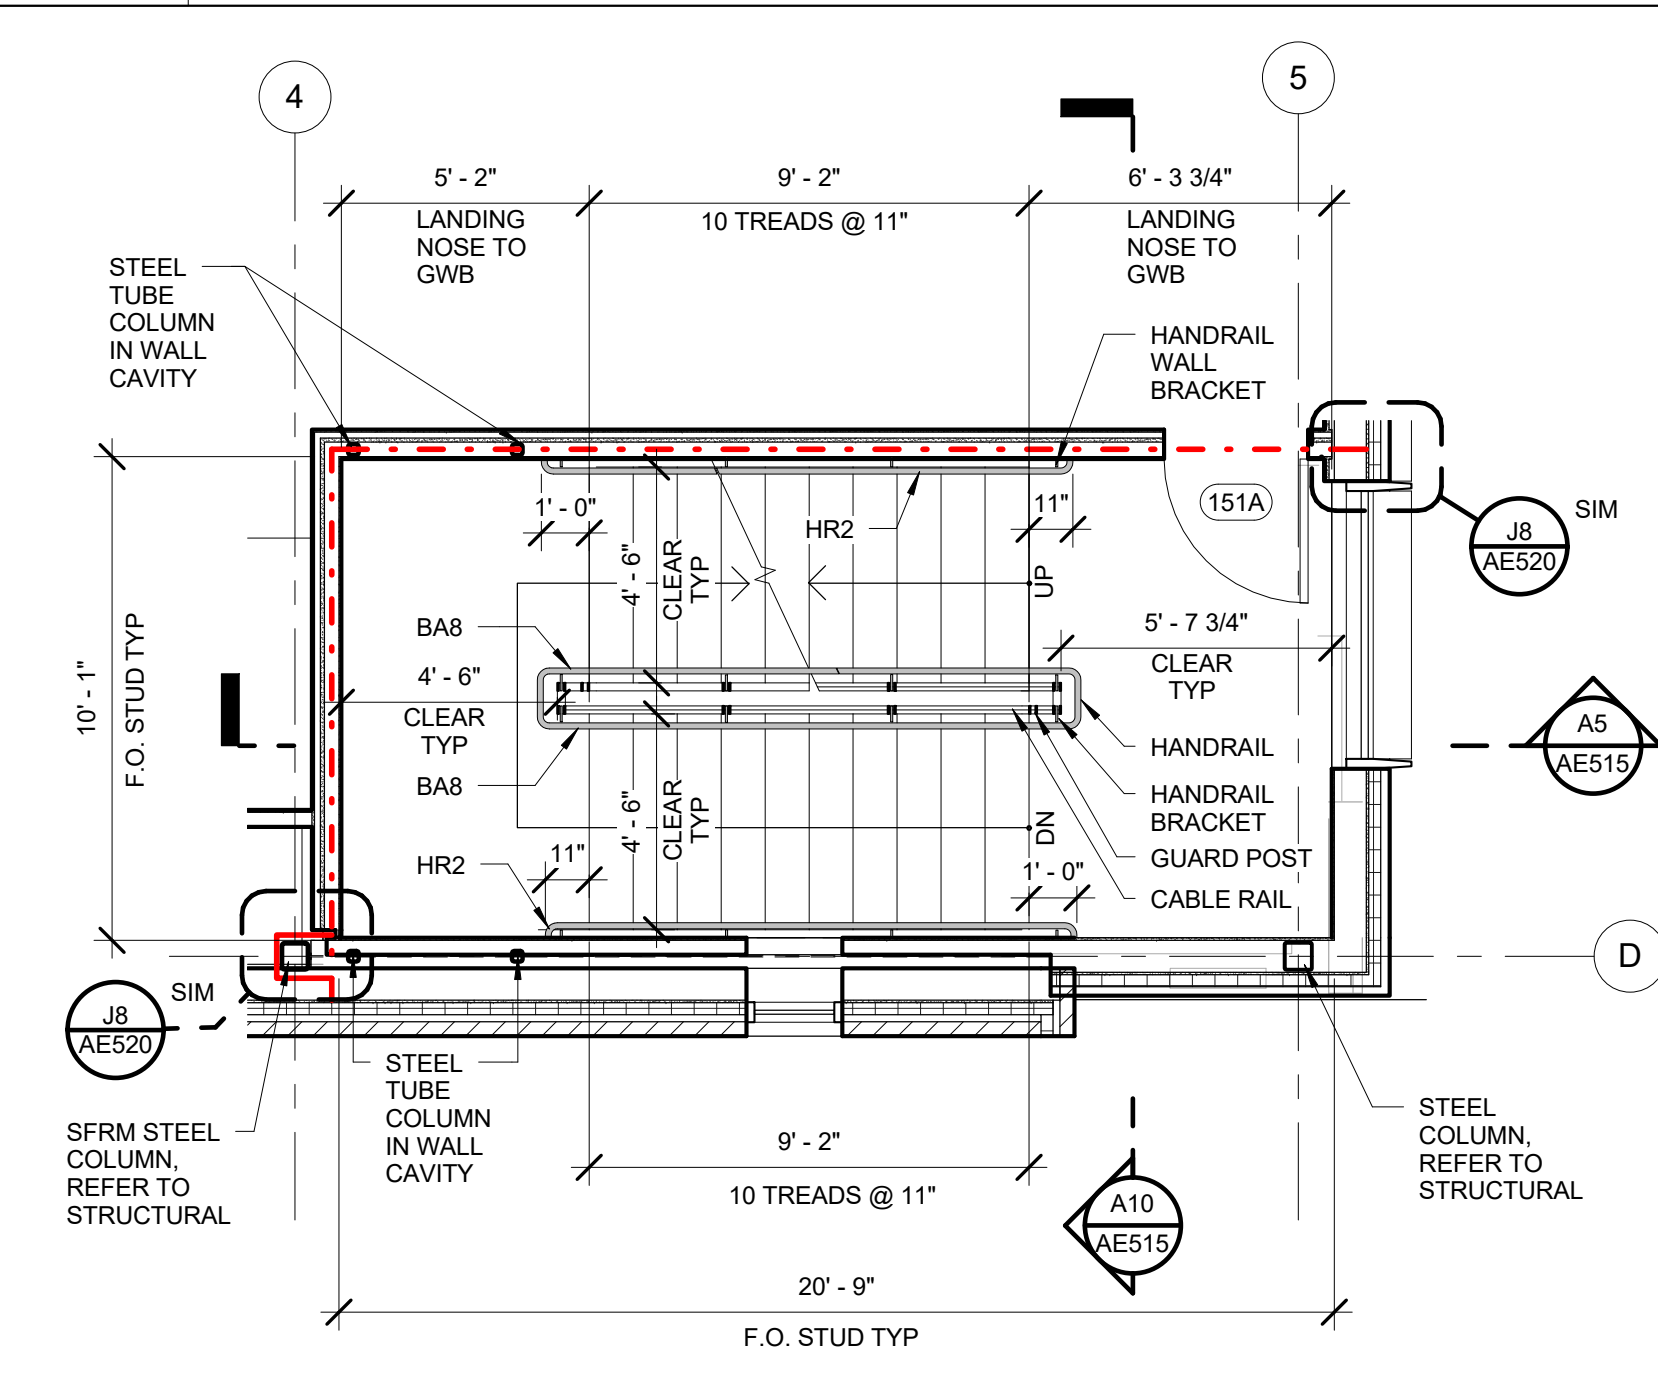 4
5
5' - 2"
9' - 2"
6' - 3 3/4"
LANDING
NOSE TO
GWB
10 TREADS @ 11"
LANDING
NOSE TO
GWB
STEEL
TUBE
COLUMN
IN WALL
CAVITY
HANDRAIL
WALL
BRACKET
1' - 0"
4' - 6"
CLEAR
TYP
HR2
11"
151A
SIM
J8
AE520
UP
BA8
5' - 7 3/4"
CLEAR
TYP
10' - 1"
F.O. STUD TYP
4' - 6"
CLEAR
TYP
A5
AE515
HANDRAIL
BA8
HANDRAIL
BRACKET
4' - 6"
CLEAR
TYP
DN
GUARD POST
HR2
11"
1' - 0"
CABLE RAIL
D
SIM
J8
AE520
STEEL
TUBE
COLUMN
IN WALL
CAVITY
SFRM STEEL
COLUMN,
REFER TO
STRUCTURAL
STEEL
COLUMN,
REFER TO
STRUCTURAL
9' - 2"
10 TREADS @ 11"
A10
AE515
20' - 9"
F.O. STUD TYP